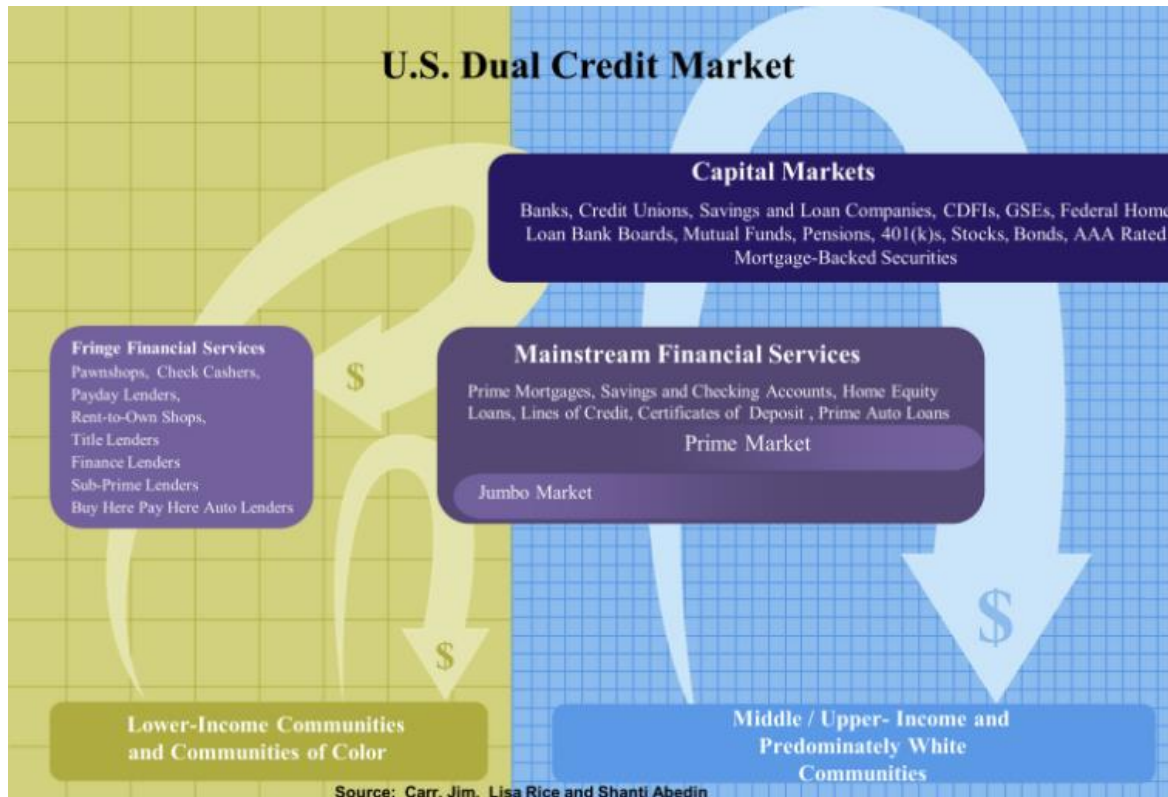 U.S. Dual Credit Market
Capital Markets
Banks, Credit Unions, Savings and Loan Companies, CDFIs, GSEs, Federal Home
Loan Bank Boards, Mutual Funds, Pensions, 401(k)s, Stocks, Bonds, AAA Rated
Mortgage-Backed Securities
Fringe Financial Services
Pawnshops, Check Cashers,
Payday Lenders,
Rent-to-Own Shops,
Title Lenders
Finance Lenders
Sub-Prime Lenders
Buy Here Pay Here Auto Lenders
$
Mainstream Financial Services
Prime Mortgages, Savings and Checking Accounts, Home Equity
Loans, Lines of Credit, Certificates of Deposit , Prime Auto Loans
Prime Market
Jumbo Market
$
$
Lower-Income Communities
and Communities of Color
Middle / Upper- Income and
Predominately White
Communities
Source: Carr, Jim, Lisa Rice and Shanti Abedin